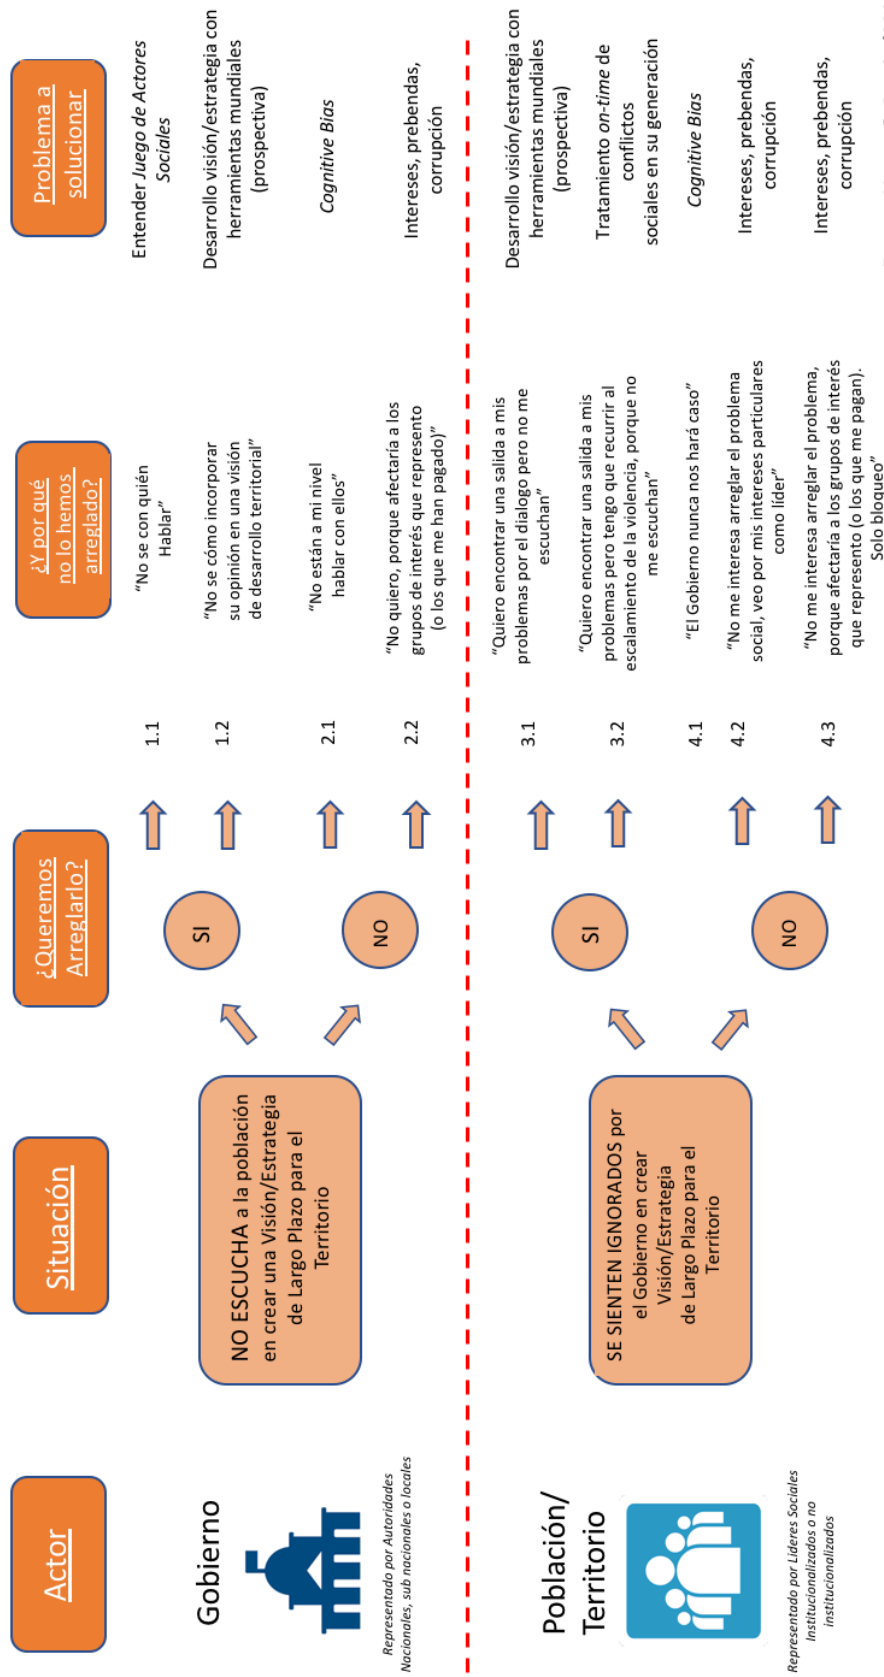 Actor
Situación
¿Queremos
Arreglarlo?
¿Y por qué
no lo hemos
arreglado?
Problema a
solucionar
Gobierno
Representado por Autoridades
Nacionales, sub nacionales o locales
NO ESCUCHA a la población
en crear una Visión/Estrategia
de Largo Plazo para el
Territorio
SI
NO
1.1
“No se con quién
Hablar”
Entender Juego de Actores
Sociales
1.2
“No se cómo incorporar
su opinión en una visión
de desarrollo territorial”
Desarrollo visión/estrategia con
herramientas mundiales
(prospectiva)
2.1
“No están a mi nivel
hablar con ellos”
Cognitive Bias
2.2
“No quiero, porque afectaría a los
grupos de interés que represento
(o los que me han pagado)”
Intereses, prebendas,
corrupción
Población/
Territorio
Representado por Lideres Sociales
Institucionalizados o no
institucionalizados
SE SIENTEN IGNORADOS por
el Gobierno en crear
Visión/Estrategia
de Largo Plazo para el
Territorio
SI
NO
3.1
“Quiero encontrar una salida a mis
problemas por el dialogo pero no me
escuchan”
Desarrollo visión/estrategia con
herramientas mundiales
(prospectiva)
3.2
“Quiero encontrar una salida a mis
problemas pero tengo que recurrir al
escalamiento de la violencia, porque no
me escuchan”
Tratamiento on-time de
conflictos
sociales en su generación
4.1
“El Gobierno nunca nos hará caso”
Cognitive Bias
4.2
“No me interesa arreglar el problema
social, veo por mis intereses particulares
como líder”
Intereses, prebendas,
corrupción
4.3
“No me interesa arreglar el problema,
porque afectaría a los grupos de interés
que represento (o los que me pagan).
Solo bloqueo”
Intereses, prebendas,
corrupción